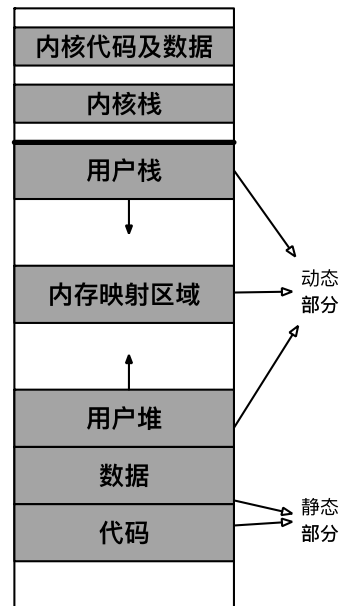 内核代码及数据
内核栈
用户栈
内存映射区域
用户堆
数据
代码
动态
部分
静态
部分